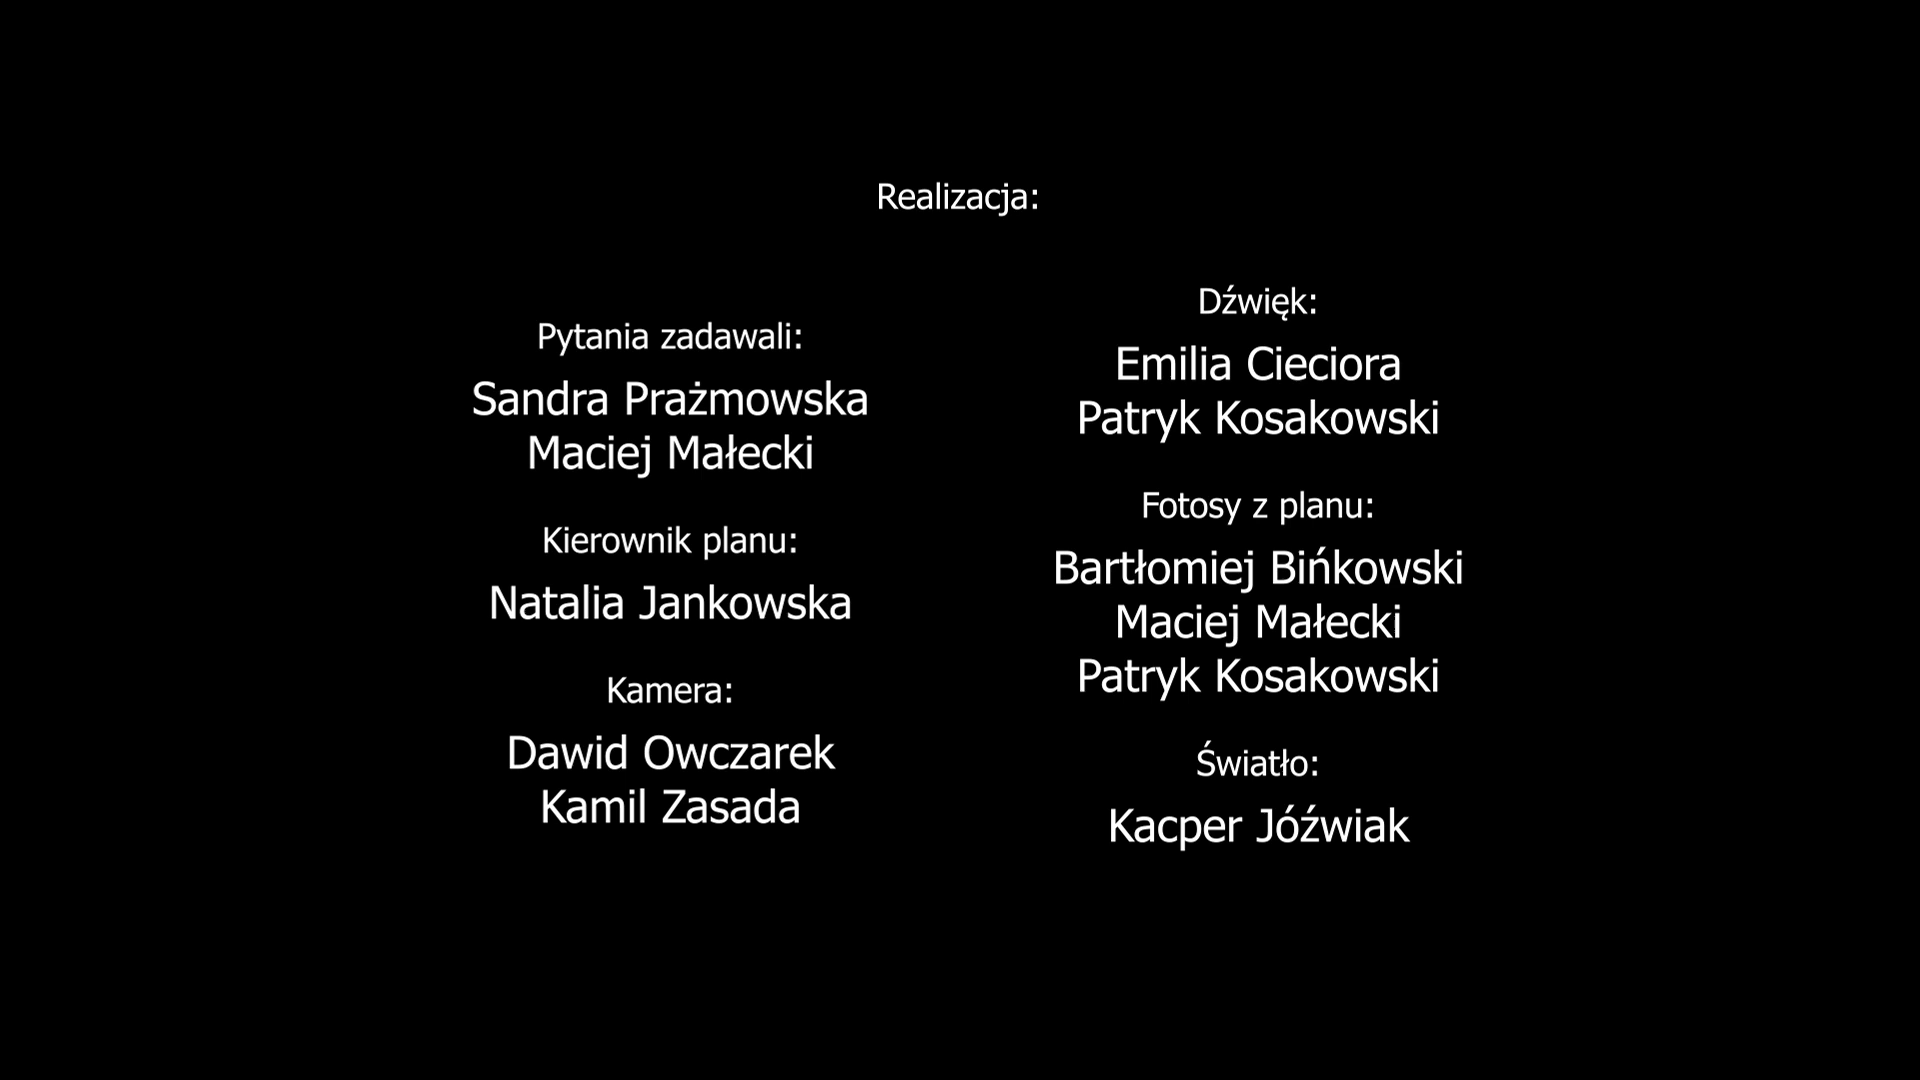 Realizacja:
Pytania zadawali:
Sandra Prażmowska
Maciej Małecki
Kierownik planu:
Natalia Jankowska
Kamera:
Dawid Owczarek
Kamil Zasada
Dźwięk:
Emilia Cieciora
Patryk Kosakowski
Fotosy z planu:
Bartłomiej Bińkowski
Maciej Małecki
Patryk Kosakowski
Światło:
Kacper Jóźwiak